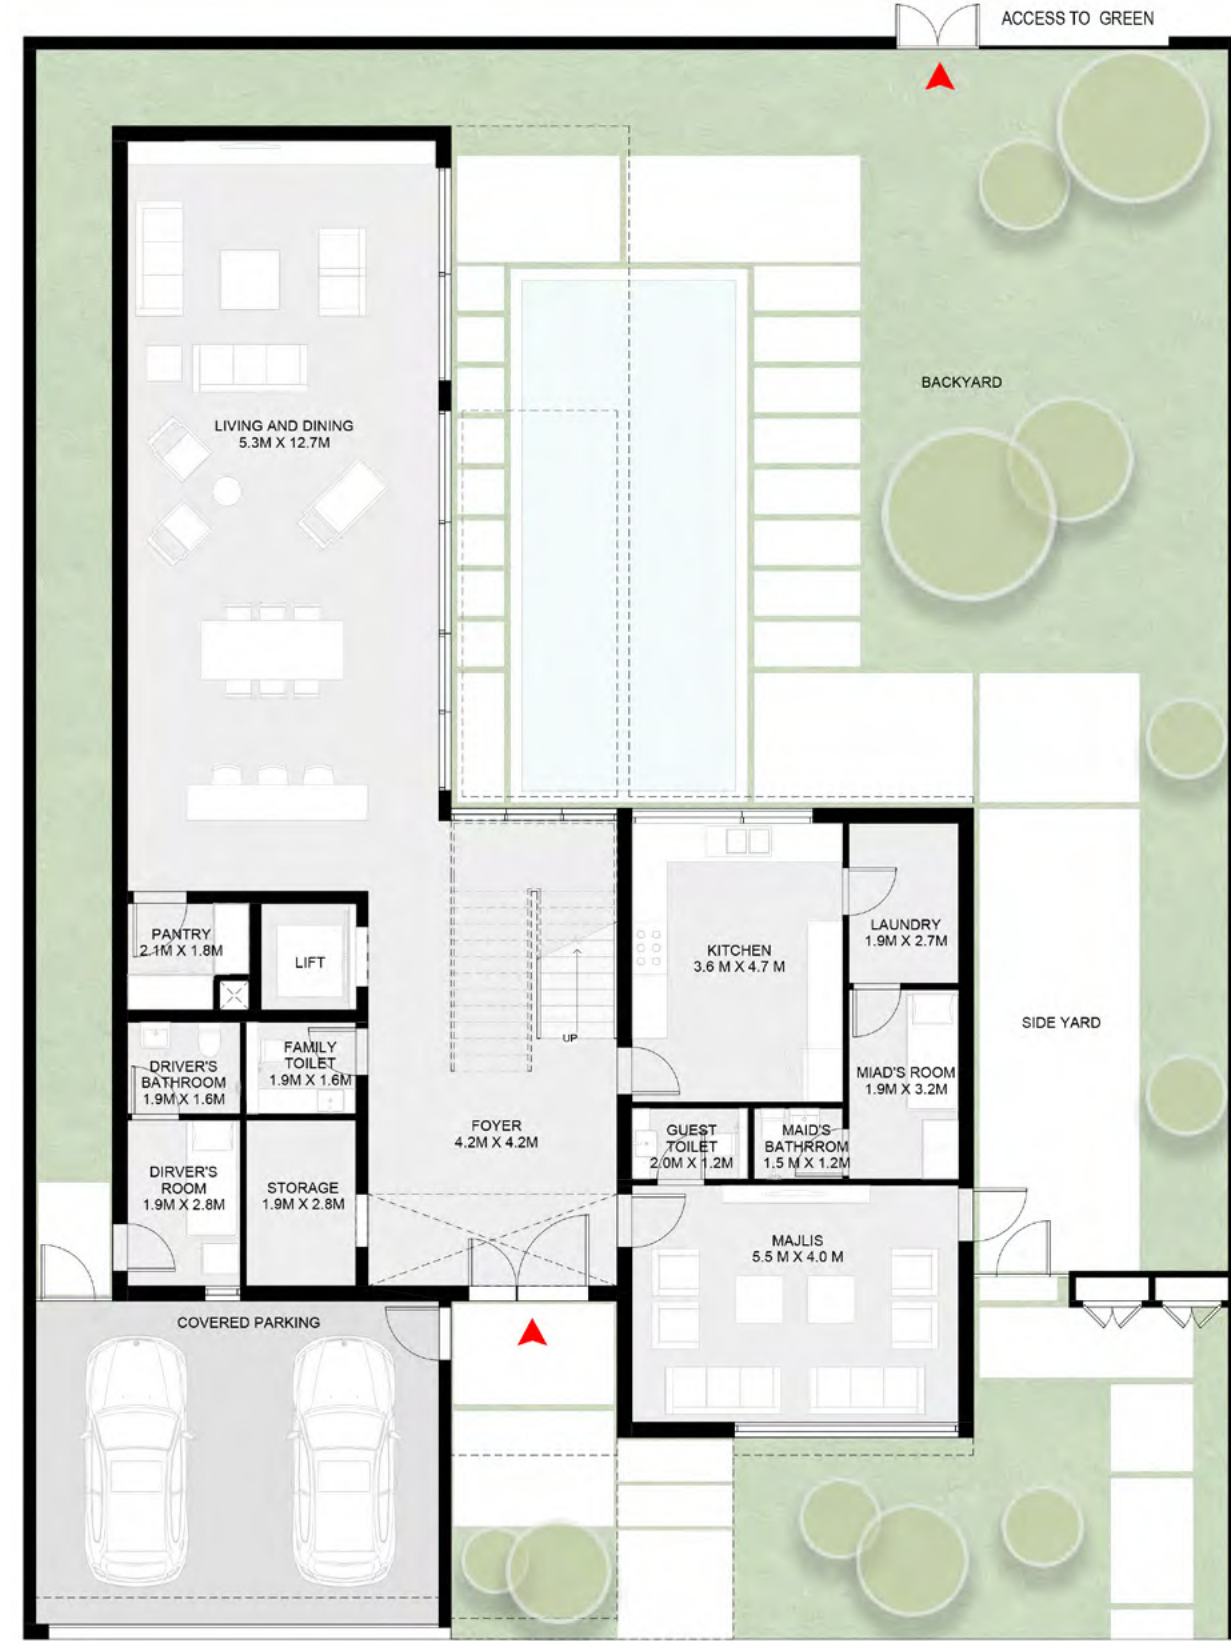 ACCESS TO GREEN
BACKYARD
LIVING AND DINING
5.3M X 12.7M
PANTRY
2.1M X 1.8M
LIFT
KITCHEN
3.6 M X 4.7 M
LAUNDRY
1.9M X 2.7M
SIDE YARD
UP
FAMILY
TOILET
1.9M X 1.6M
DRIVER'S
BATHROOM
1.9M X 1.6M
MIAD'S ROOM
1.9M X 3.2M
FOYER
4.2M X 4.2M
GUEST
TOILET
2.0M X 1.2M
MAID'S
BATHRROM
1.5 M X 1.2M
DIRVER'S
ROOM
1.9M X 2.8M
STORAGE
1.9M X 2.8M
MAJLIS
5.5 M X 4.0 M
COVERED PARKING